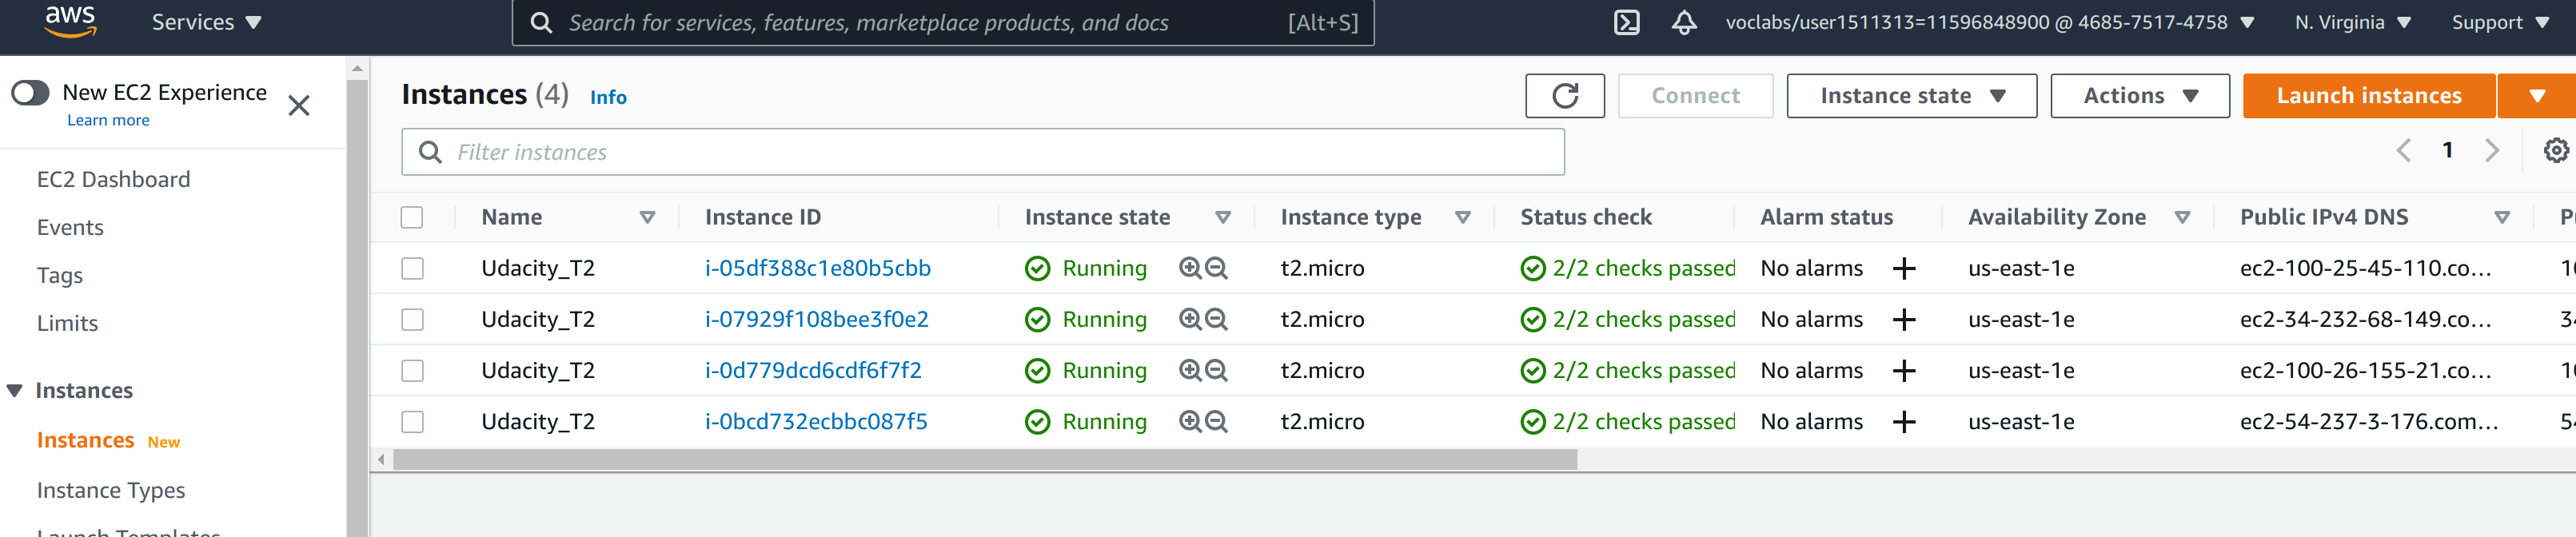 aws Services Search for services, features, marketplace products, and docs [Alt+S] voclabs/user1511313=11596848900 @ 4685-7517-4758 N. Virginia Support
New EC2 Experience
Learn more
EC2 Dashboard
Events
Tags
Limits
Instances
Instances New
Instance Types
Launch Templates
Instances (4) Info Connect Instance state Actions Launch instances
Filter instances 1
Name Instance ID Instance state Instance type Status check Alarm status Availability Zone Public IPv4 DNS
Udacity_T2 i-05df388c1e80b5cbb Running t2.micro 2/2 checks passed No alarms us-east-1e ec2-100-25-45-110.co...
Udacity_T2 i-07929f108bee3f0e2 Running t2.micro 2/2 checks passed No alarms us-east-1e ec2-34-232-68-149.co...
Udacity_T2 i-0d779dcd6cdf6f7f2 Running t2.micro 2/2 checks passed No alarms us-east-1e ec2-100-26-155-21.co...
Udacity_T2 i-0bcd732ecbbc087f5 Running t2.micro 2/2 checks passed No alarms us-east-1e ec2-54-237-3-176.com...